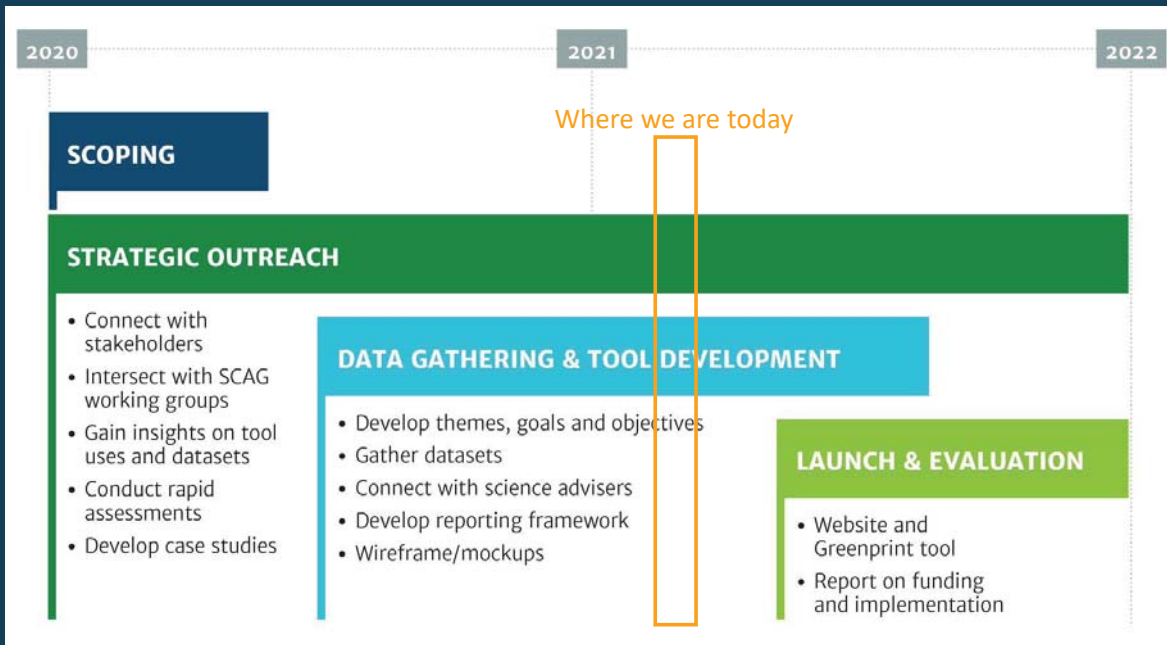 2020
2021
2022
Where we are today
SCOPING
STRATEGIC OUTREACH
• Connect with
stakeholders
• Intersect with SCAG
working groups
• Gain insights on tool
uses and datasets
• Conduct rapid
assessments
• Develop case studies
DATA GATHERING & TOOL DEVELOPMENT
• Develop themes, goals and objectives
• Gather datasets
• Connect with science advisers
• Develop reporting framework
• Wireframe/mockups
LAUNCH & EVALUATION
• Website and
Greenprint tool
• Report on funding
and implementation